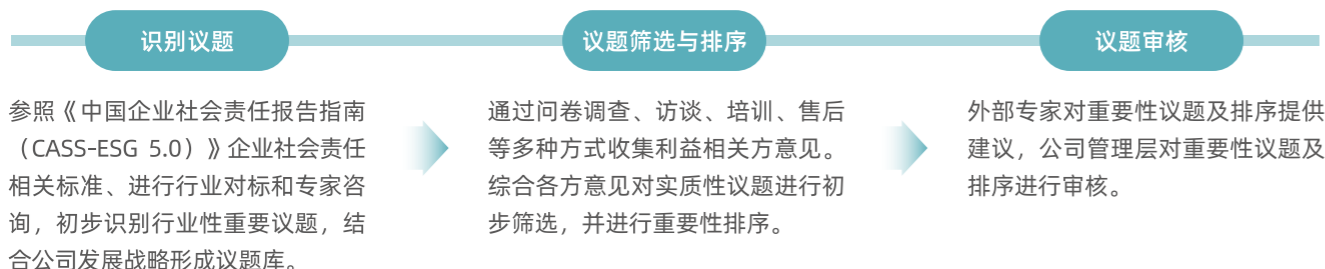 识别议题
参照《中国企业社会责任报告指南
（CASS-ESG 5.0）》企业社会责任
相关标准、进行行业对标和专家咨
询，初步识别行业性重要议题，结
合公司发展战略形成议题库。
议题筛选与排序
通过问卷调查、访谈、培训、售后
等多种方式收集利益相关方意见。
综合各方意见对实质性议题进行初
步筛选，并进行重要性排序。
议题审核
外部专家对重要性议题及排序提供
建议，公司管理层对重要性议题及
排序进行审核。